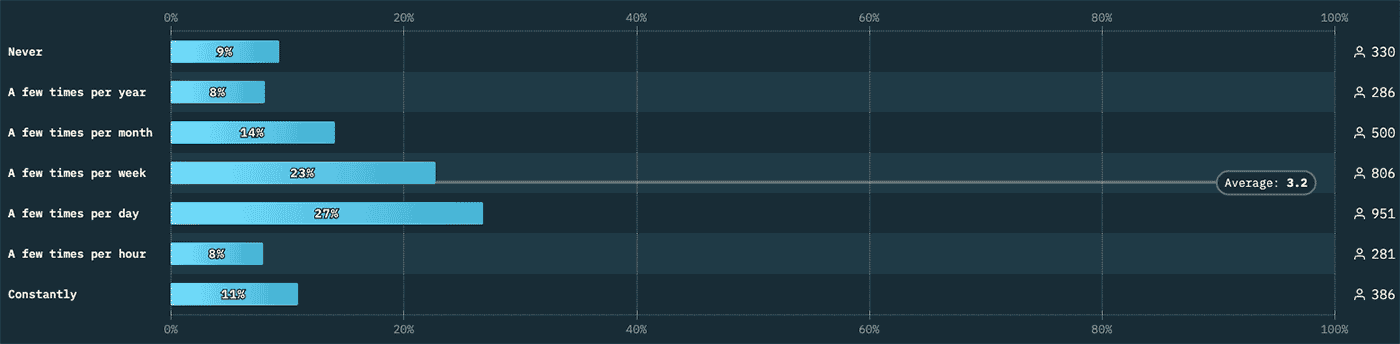 0% 20% 40% 60% 80% 100%
Never 9% 330
A few times per year 8% 286
A few times per month 14% 500
A few times per week 23% 806
Average: 3.2
A few times per day 27% 951
A few times per hour 8% 281
Constantly 11% 386
0% 20% 40% 60% 80% 100%